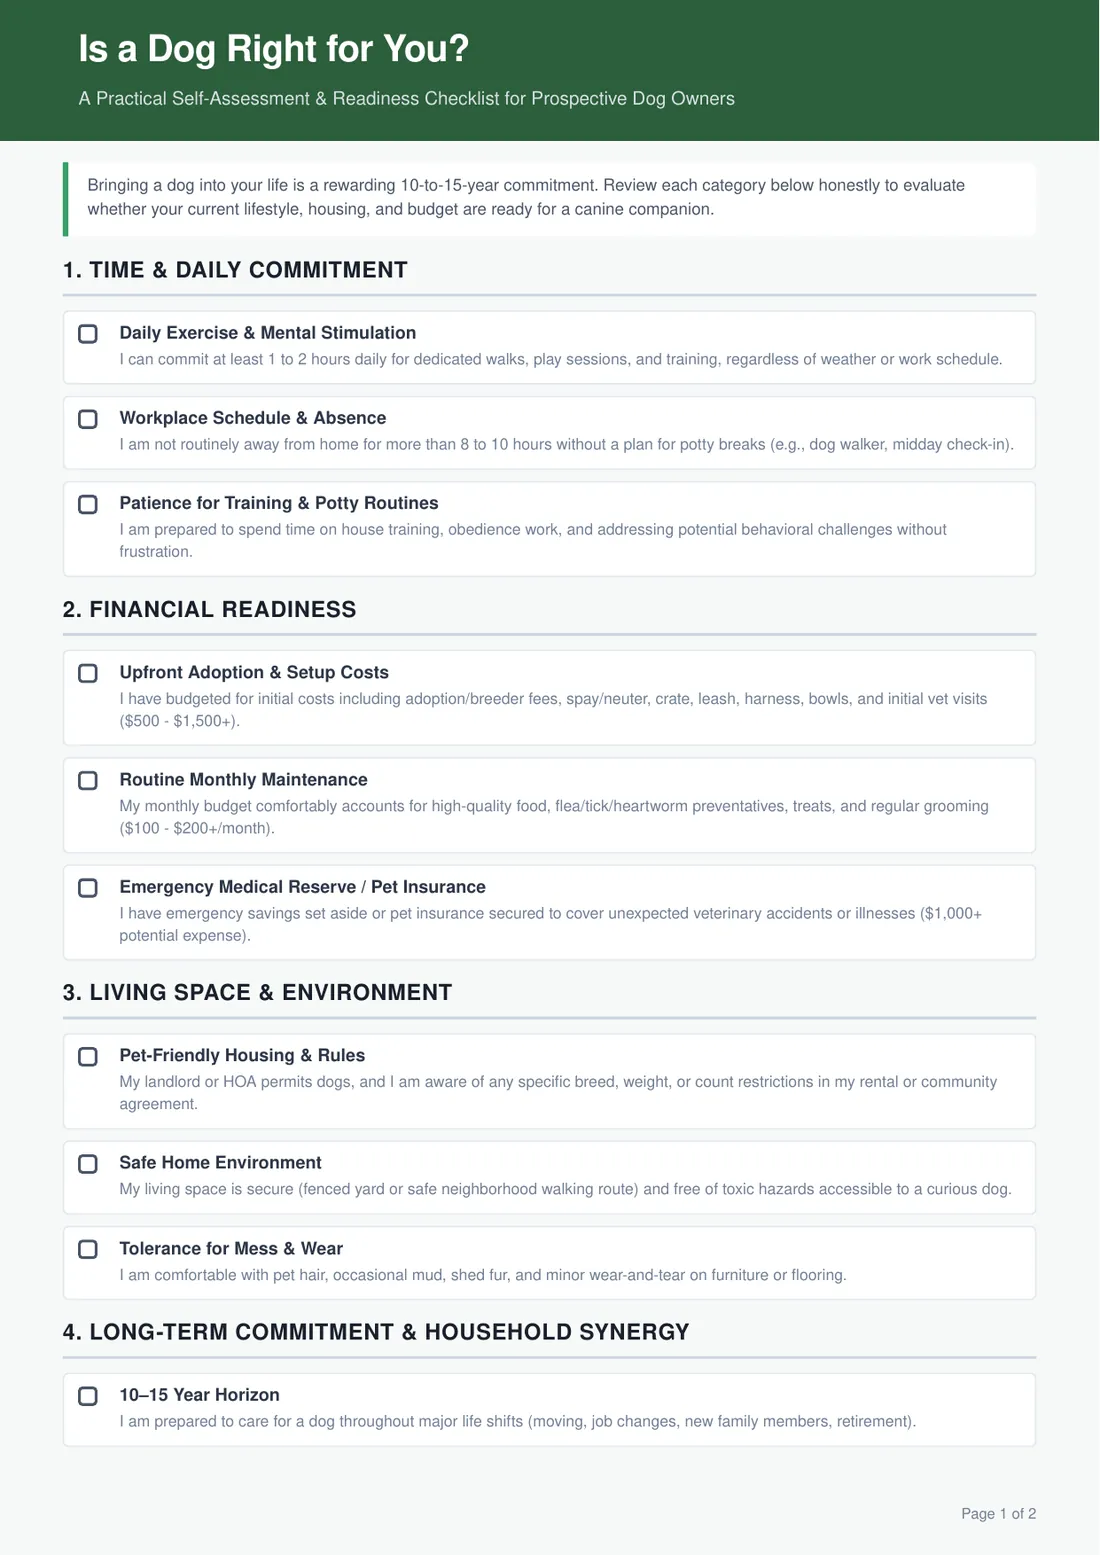 Is a Dog Right for You?
A Practical Self-Assessment & Readiness Checklist for Prospective Dog Owners
Bringing a dog into your life is a rewarding 10-to-15-year commitment. Review each category below honestly to evaluate
whether your current lifestyle, housing, and budget are ready for a canine companion.
1. TIME & DAILY COMMITMENT
Daily Exercise & Mental Stimulation
I can commit at least 1 to 2 hours daily for dedicated walks, play sessions, and training, regardless of weather or work schedule.
Workplace Schedule & Absence
I am not routinely away from home for more than 8 to 10 hours without a plan for potty breaks (e.g., dog walker, midday check-in).
Patience for Training & Potty Routines
I am prepared to spend time on house training, obedience work, and addressing potential behavioral challenges without
frustration.
2. FINANCIAL READINESS
Upfront Adoption & Setup Costs
I have budgeted for initial costs including adoption/breeder fees, spay/neuter, crate, leash, harness, bowls, and initial vet visits
($500 - $1,500+).
Routine Monthly Maintenance
My monthly budget comfortably accounts for high-quality food, flea/tick/heartworm preventatives, treats, and regular grooming
($100 - $200+/month).
Emergency Medical Reserve / Pet Insurance
I have emergency savings set aside or pet insurance secured to cover unexpected veterinary accidents or illnesses ($1,000+
potential expense).
3. LIVING SPACE & ENVIRONMENT
Pet-Friendly Housing & Rules
My landlord or HOA permits dogs, and I am aware of any specific breed, weight, or count restrictions in my rental or community
agreement.
Safe Home Environment
My living space is secure (fenced yard or safe neighborhood walking route) and free of toxic hazards accessible to a curious dog.
Tolerance for Mess & Wear
I am comfortable with pet hair, occasional mud, shed fur, and minor wear-and-tear on furniture or flooring.
4. LONG-TERM COMMITMENT & HOUSEHOLD SYNERGY
10–15 Year Horizon
I am prepared to care for a dog throughout major life shifts (moving, job changes, new family members, retirement).
Page 1 of 2